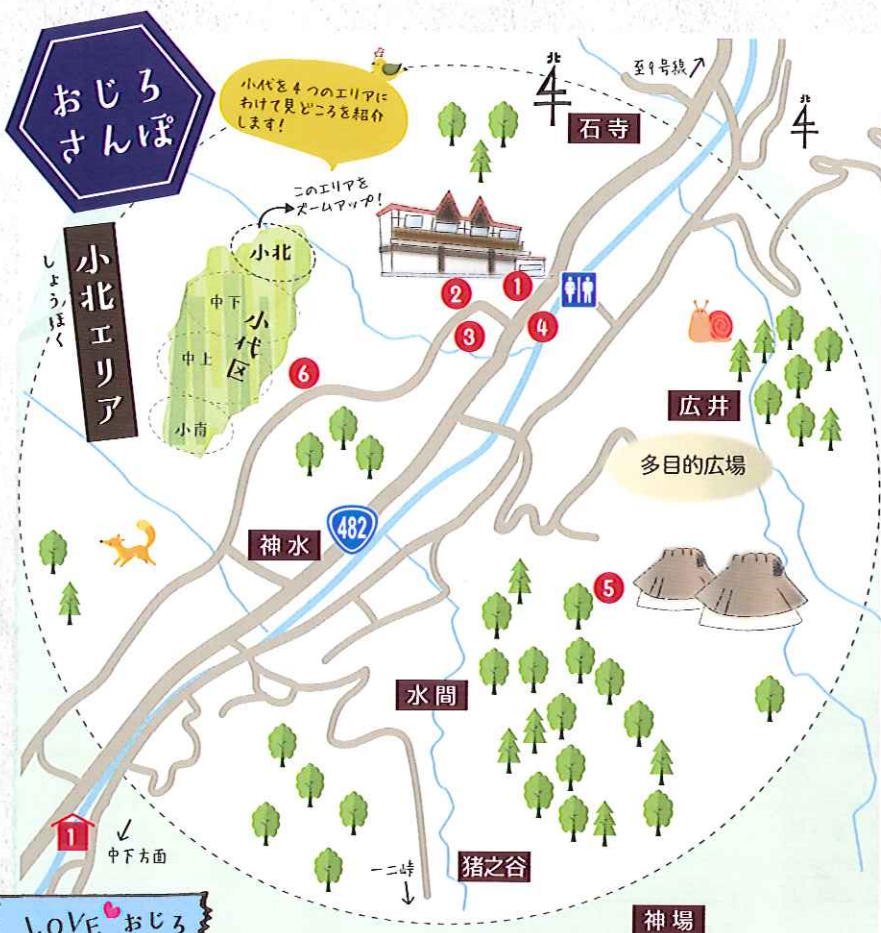 おじろ
さんぽ
小代を4つのエリアに
わけて見どころを紹介
します!
このエリアを
ズームアップ!
小北エリア
しょうほく
小北
中下
小代区
中上
小南
北
石寺
至9号線
北
1
2
3
4
6
広井
多目的広場
神水
482
5
水間
1
中下方面
一二峠
猪之谷
神場
LOVE おじろ